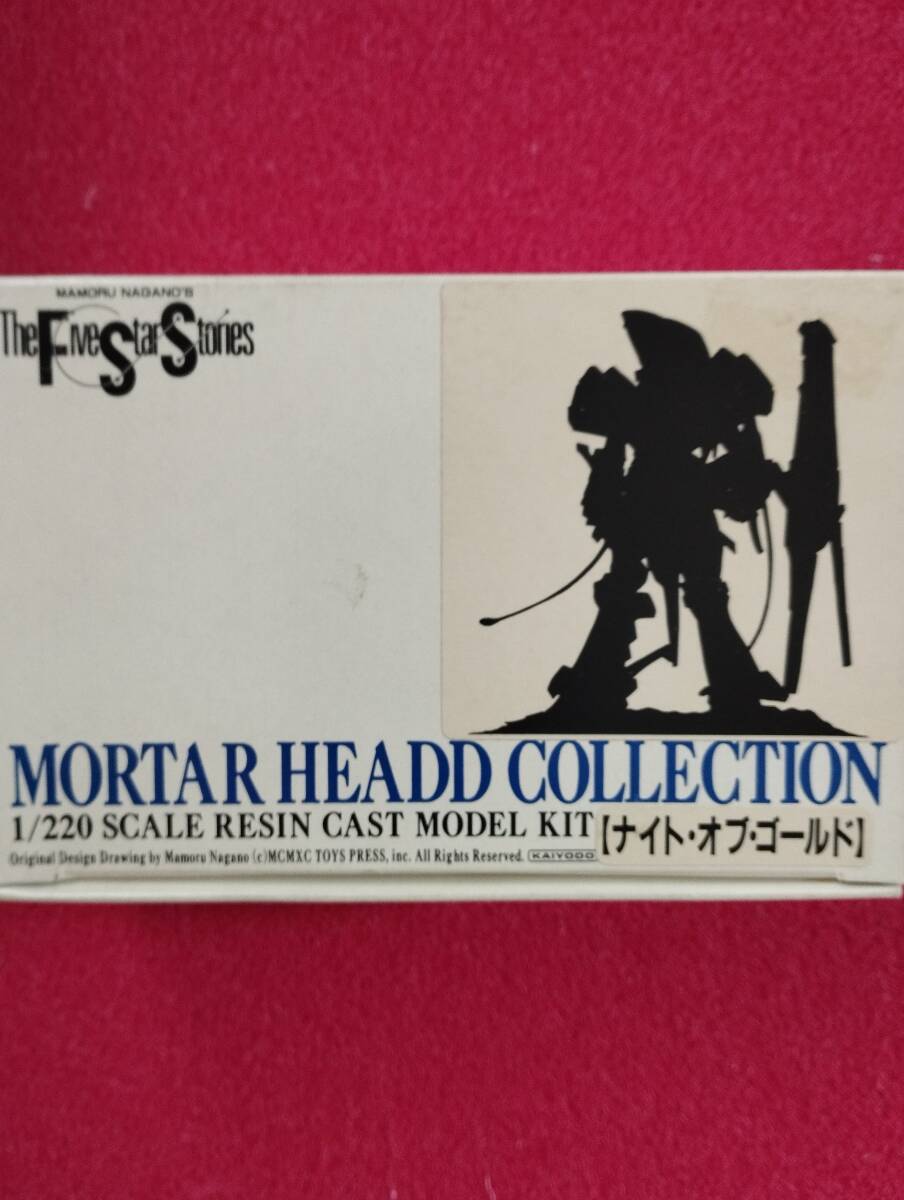 MAMORU NAGANO'S
The Five Star Stories
MORTAR HEADD COLLECTION
1/220 SCALE RESIN CAST MODEL KIT【ナイト・オブ・ゴールド】
Original Design Drawing by Mamoru Nagano (c)MCMXC TOYS PRESS, inc. All Rights Reserved. KAIYODO